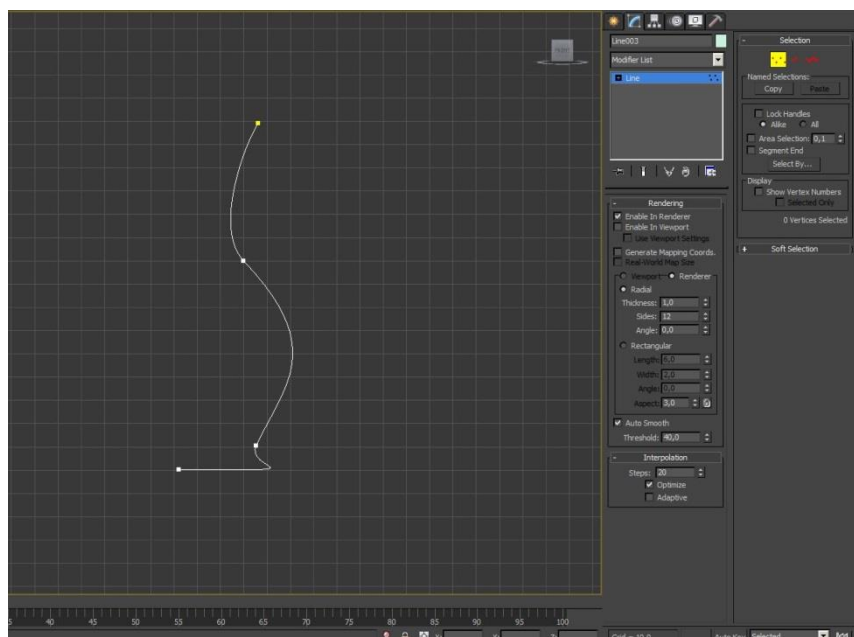 FRONT
Line003
Modifier List
Line
Rendering
Enable In Renderer
Enable In Viewport
Use Viewport Settings
Generate Mapping Coords.
Real-World Map Size
Viewport Renderer
Radial
Thickness: 1,0
Sides: 12
Angle: 0,0
Rectangular
Length: 6,0
Width: 2,0
Angle: 0,0
Aspect: 3,0
Auto Smooth
Threshold: 40,0
Interpolation
Steps: 20
Optimize
Adaptive
Selection
Named Selections:
Copy Paste
Lock Handles
Alike All
Area Selection: 0,1
Segment End
Select By...
Display
Show Vertex Numbers
Selected Only
0 Vertices Selected
Soft Selection
45 50 55 60 65 70 75 80 85 90 95 100
Grid = 10,0
Auto Key Selected